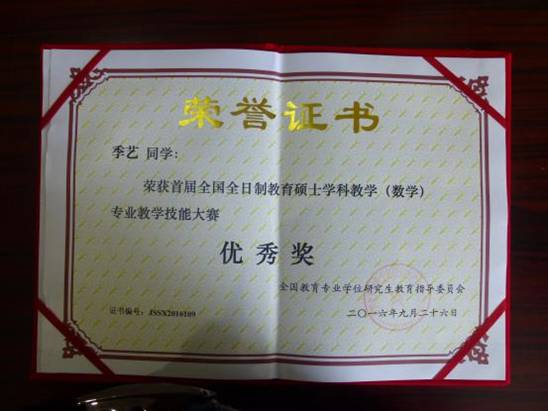 荣誉证书
季艺 同学:
荣获首届全国全日制教育硕士学科教学（数学）
专业教学技能大赛
优秀奖
全国教育专业学位研究生教育指导委员会
证书编号：JSSX2016109
二〇一六年九月二十六日